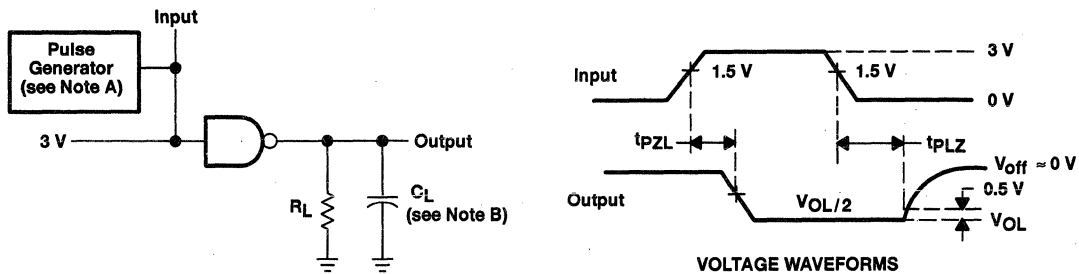 Input
Pulse
Generator
(see Note A)
3 V
Output
RL
CL
(see Note B)
Input
1.5 V
1.5 V
3 V
0 V
tPZL
tPLZ
Output
VOL/2
Voff ≈ 0 V
0.5 V
VOL
VOLTAGE WAVEFORMS